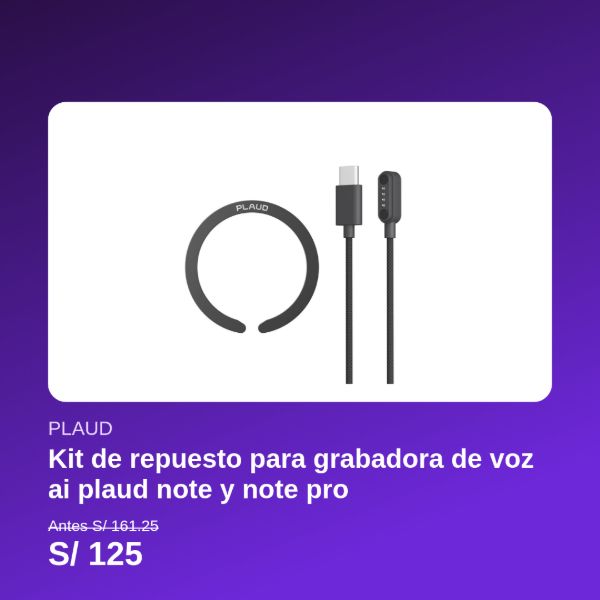 PLAUD
PLAUD
Kit de repuesto para grabadora de voz
ai plaud note y note pro
Antes S/ 161.25
S/ 125